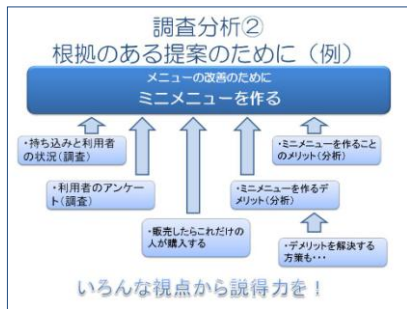 調査分析②
根拠のある提案のために（例）
メニューの改善のために
ミニメニューを作る
・持ち込みと利用者
の状況(調査)
・ミニメニューを作ることの
メリット(分析)
・利用者のアンケー
ト(調査)
・ミニメニューを作るデ
メリット(分析)
・販売したらこれだけの
人が購入する
・デメリットを解決する
方策も・・・
いろんな視点から説得力を！